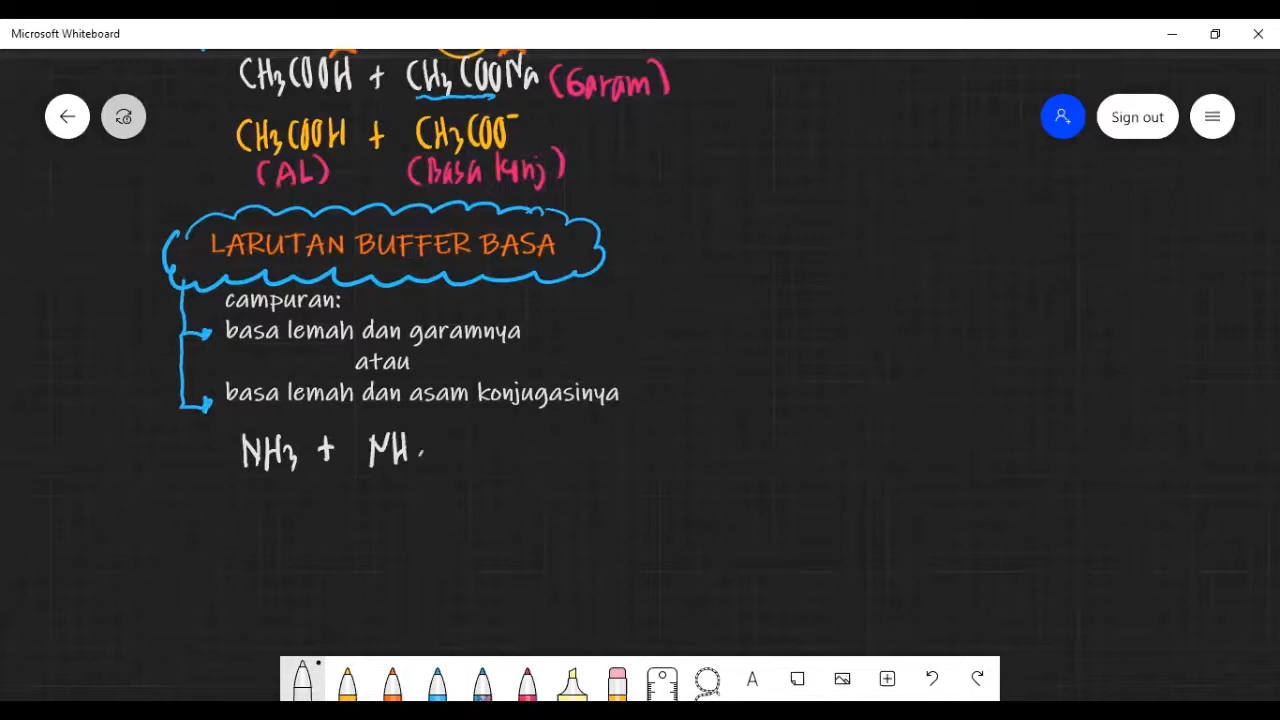 Microsoft Whiteboard
CH3COOH + CH3COONa (Garam)
Sign out
CH3COOH + CH3COO⁻
(AL) (Basa konj)
LARUTAN BUFFER BASA
campuran:
basa lemah dan garamnya
atau
basa lemah dan asam konjugasinya
NH3 + NH
A